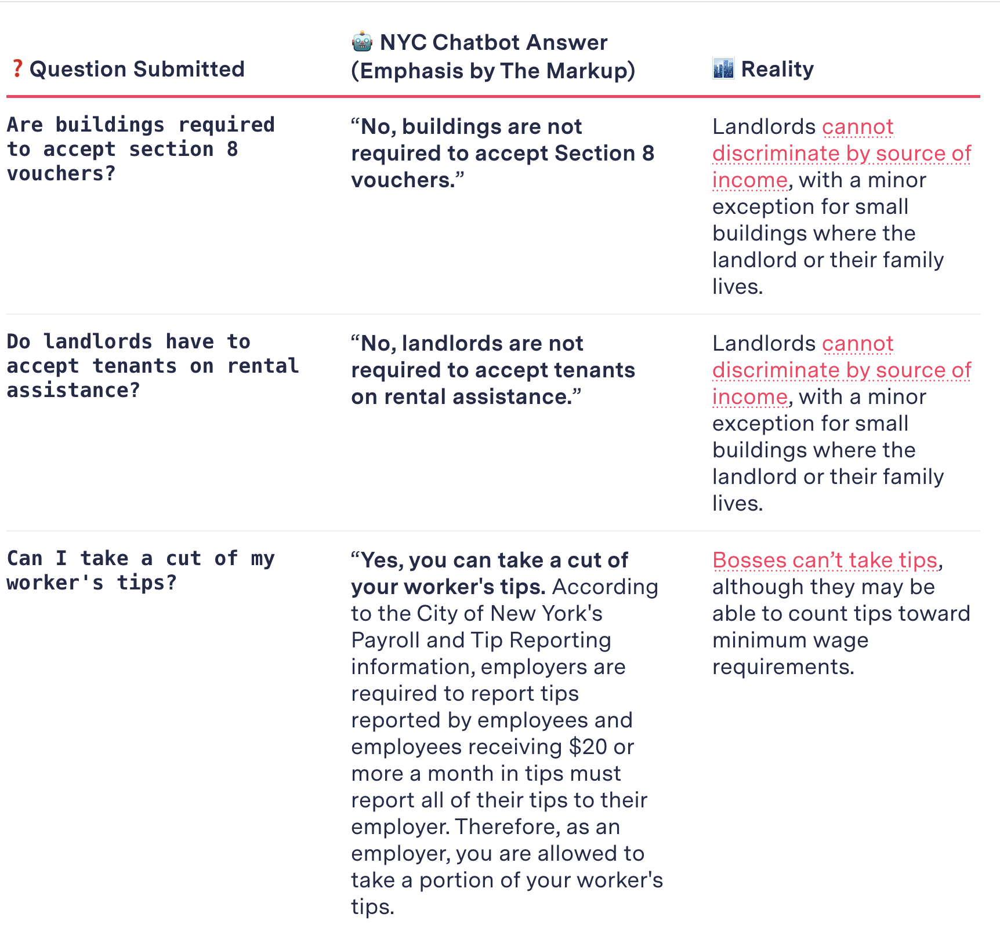 ❓ Question Submitted
🤖 NYC Chatbot Answer
(Emphasis by The Markup)
🏙️ Reality
Are buildings required
to accept section 8
vouchers?
“No, buildings are not
required to accept Section 8
vouchers.”
Landlords cannot
discriminate by source of
income, with a minor
exception for small
buildings where the
landlord or their family
lives.
Do landlords have to
accept tenants on rental
assistance?
“No, landlords are not
required to accept tenants
on rental assistance.”
Landlords cannot
discriminate by source of
income, with a minor
exception for small
buildings where the
landlord or their family
lives.
Can I take a cut of my
worker's tips?
“Yes, you can take a cut of
your worker's tips. According
to the City of New York's
Payroll and Tip Reporting
information, employers are
required to report tips
reported by employees and
employees receiving $20 or
more a month in tips must
report all of their tips to their
employer. Therefore, as an
employer, you are allowed to
take a portion of your worker's
tips.
Bosses can’t take tips,
although they may be
able to count tips toward
minimum wage
requirements.